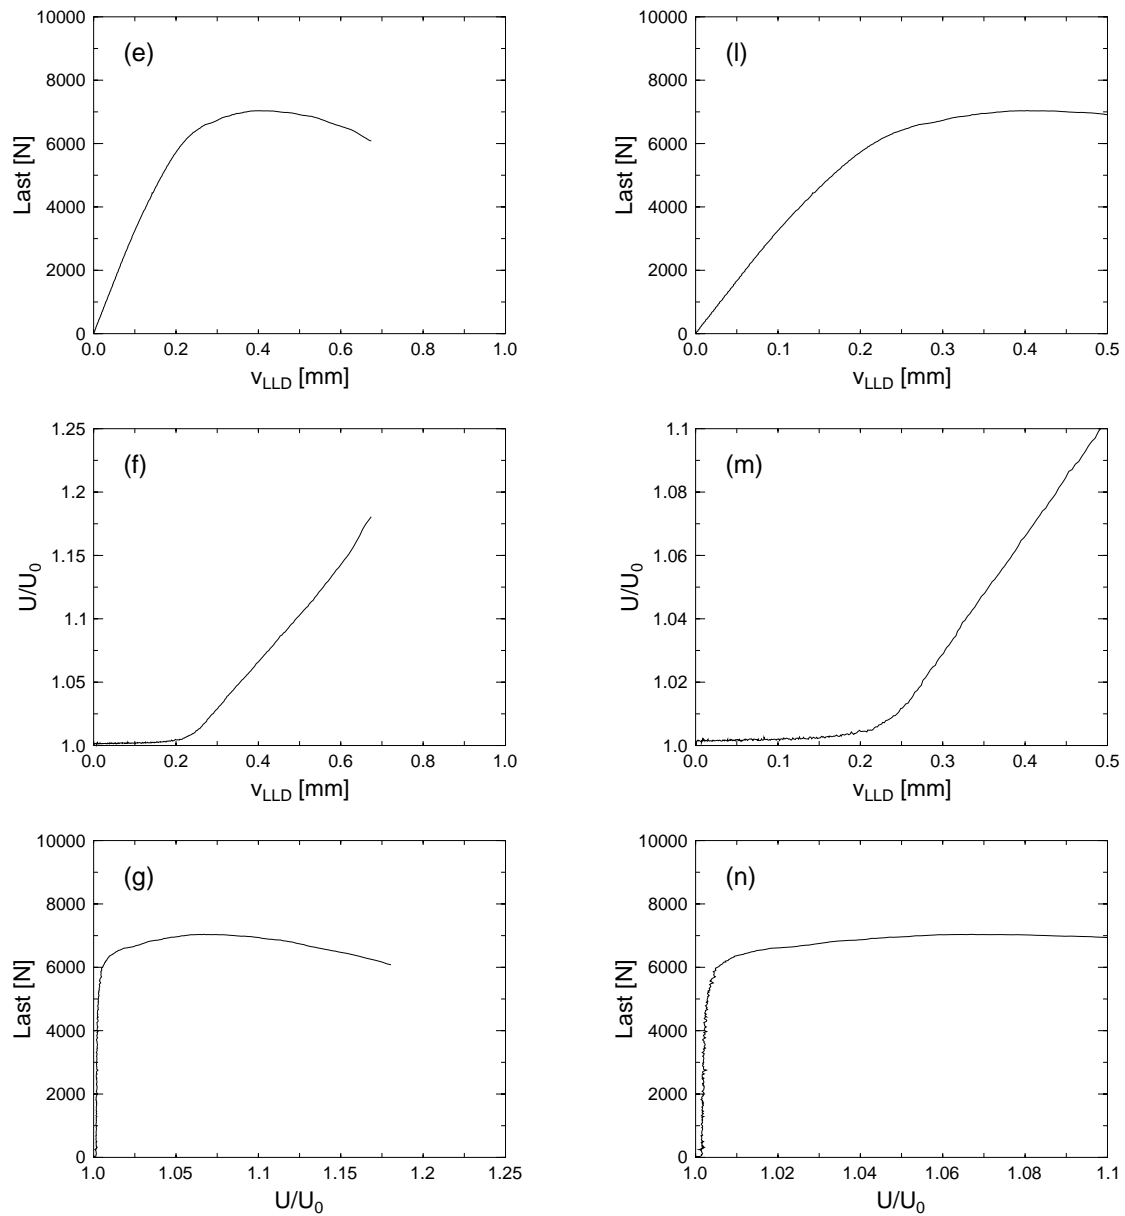 (e)
Last [N]
10000
8000
6000
4000
2000
0
0.0 0.2 0.4 0.6 0.8 1.0
vLLD [mm]
(l)
Last [N]
10000
8000
6000
4000
2000
0
0.0 0.1 0.2 0.3 0.4 0.5
vLLD [mm]
(f)
U/U0
1.25
1.2
1.15
1.1
1.05
1.0
0.0 0.2 0.4 0.6 0.8 1.0
vLLD [mm]
(m)
U/U0
1.1
1.08
1.06
1.04
1.02
1.0
0.0 0.1 0.2 0.3 0.4 0.5
vLLD [mm]
(g)
Last [N]
10000
8000
6000
4000
2000
0
1.0 1.05 1.1 1.15 1.2 1.25
U/U0
(n)
Last [N]
10000
8000
6000
4000
2000
0
1.0 1.02 1.04 1.06 1.08 1.1
U/U0